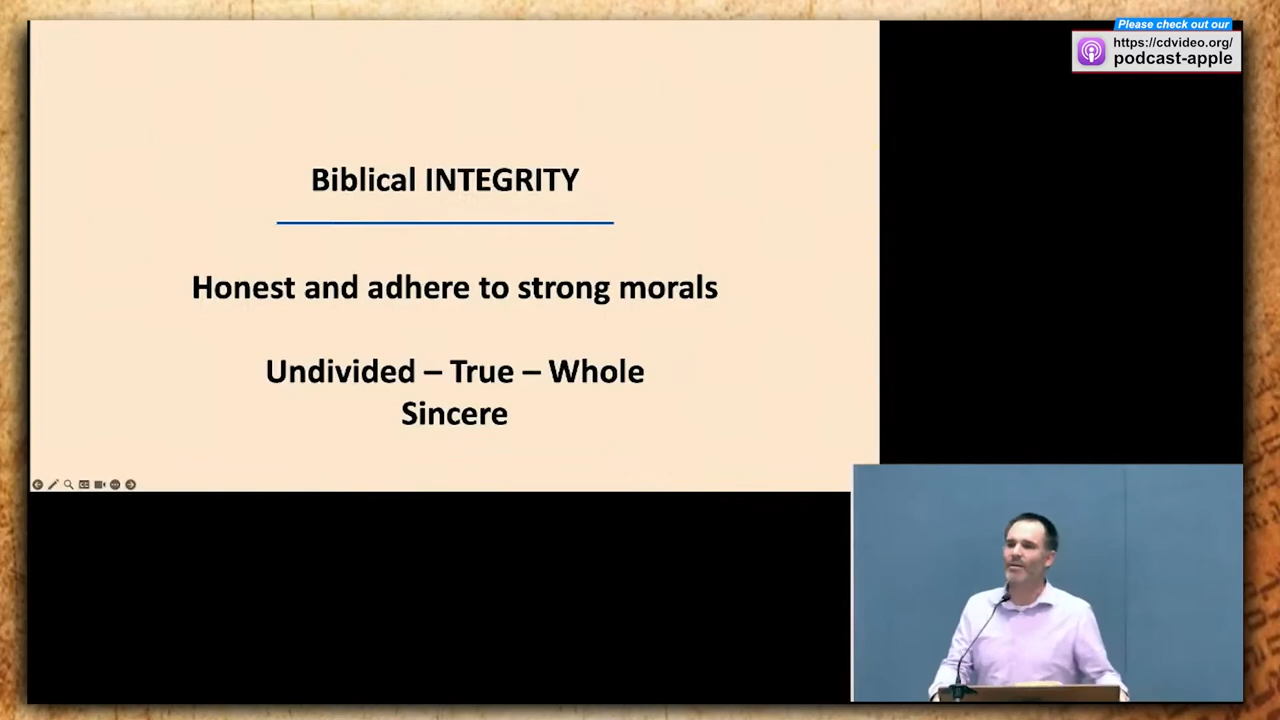 Please check out our
https://cdvideo.org/
podcast-apple
Biblical INTEGRITY
Honest and adhere to strong morals
Undivided – True – Whole
Sincere